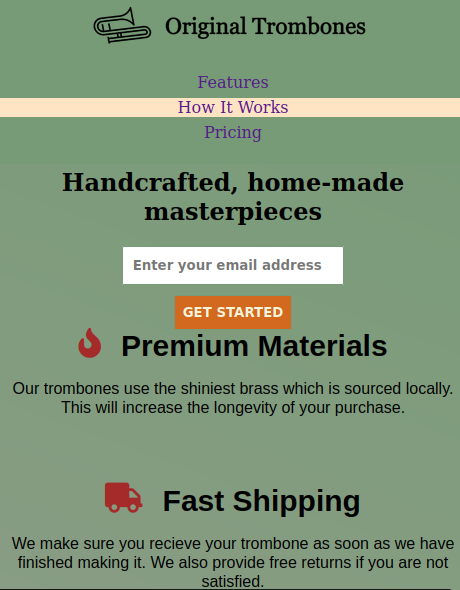 Original Trombones
Features
How It Works
Pricing
Handcrafted, home-made
masterpieces
Enter your email address
GET STARTED
Premium Materials
Our trombones use the shiniest brass which is sourced locally.
This will increase the longevity of your purchase.
Fast Shipping
We make sure you recieve your trombone as soon as we have
finished making it. We also provide free returns if you are not
satisfied.